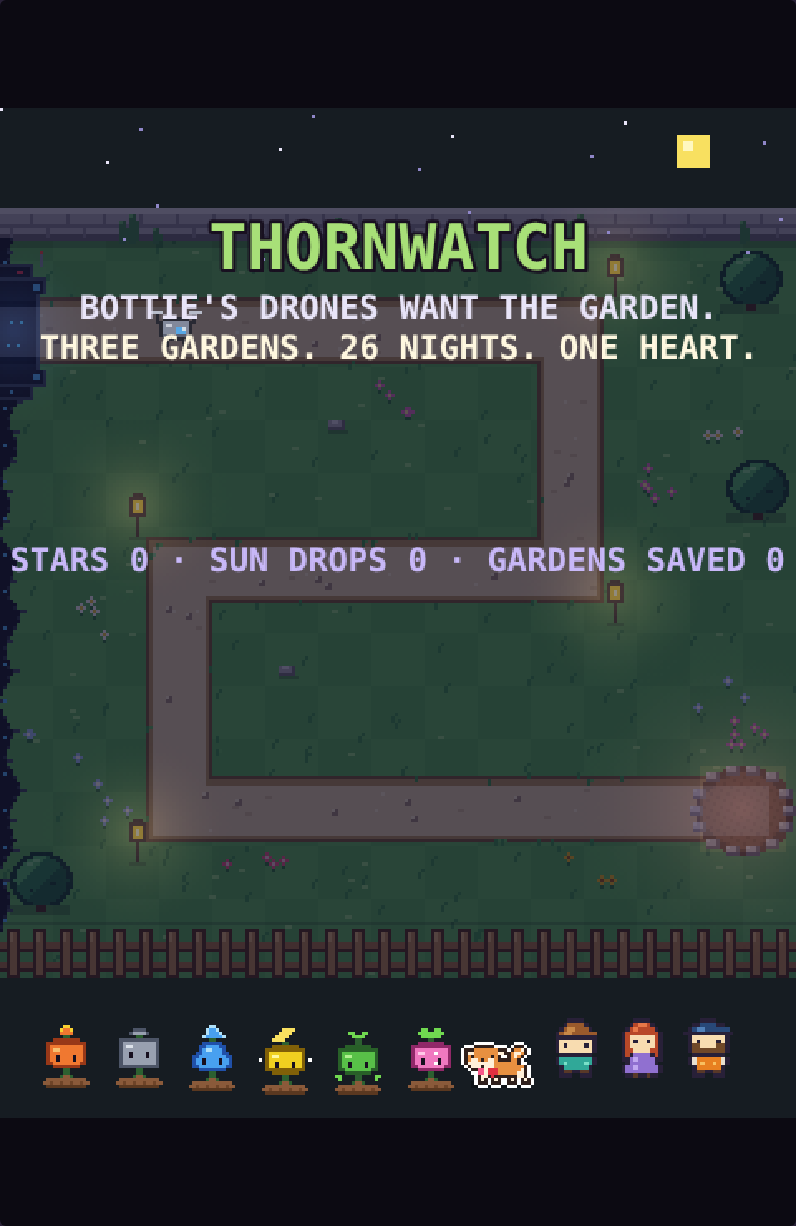 THORNWATCH
BOTTIE'S DRONES WANT THE GARDEN.
THREE GARDENS. 26 NIGHTS. ONE HEART.
STARS 0 · SUN DROPS 0 · GARDENS SAVED 0